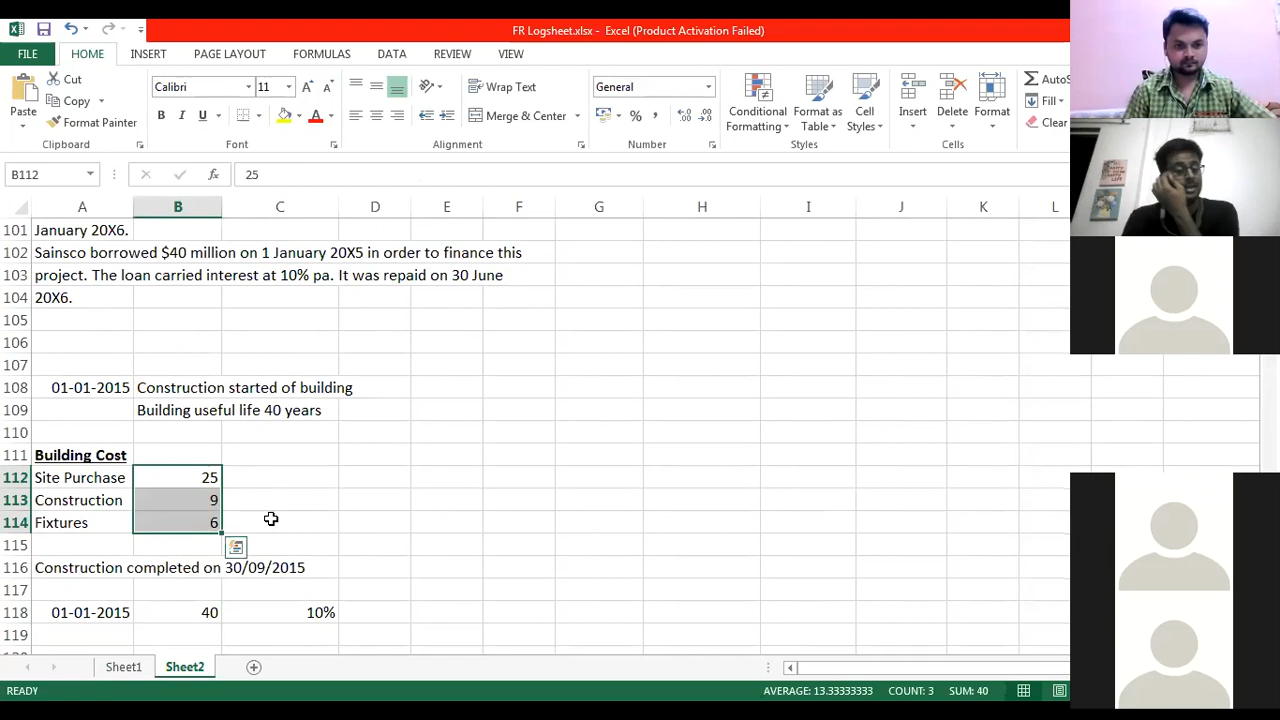 FR Logsheet.xlsx - Excel (Product Activation Failed)
FILE HOME INSERT PAGE LAYOUT FORMULAS DATA REVIEW VIEW
Paste
Cut
Copy
Format Painter
Clipboard
Calibri 11
B I U
Font
Wrap Text
Merge & Center
Alignment
General
%
Number
Conditional Formatting
Format as Table
Cell Styles
Styles
Insert
Delete
Format
Cells
AutoS
Fill
Clear
B112 fx 25
A B C D E F G H I J K L
101 January 20X6.
102 Sainsco borrowed $40 million on 1 January 20X5 in order to finance this
103 project. The loan carried interest at 10% pa. It was repaid on 30 June
104 20X6.
105
106
107
108 01-01-2015 Construction started of building
109 Building useful life 40 years
110
111 Building Cost
112 Site Purchase 25
113 Construction 9
114 Fixtures 6
115
116 Construction completed on 30/09/2015
117
118 01-01-2015 40 10%
119
Sheet1 Sheet2
READY AVERAGE: 13.33333333 COUNT: 3 SUM: 40